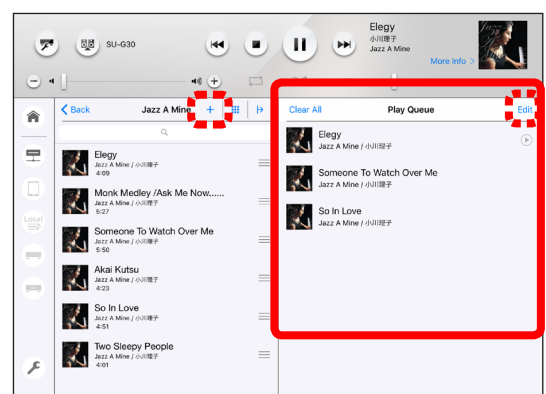 SU-G30
Elegy
小川理子
Jazz A Mine
More Info >
Back
Jazz A Mine
Elegy
Jazz A Mine / 小川理子
4:09
Monk Medley /Ask Me Now......
Jazz A Mine / 小川理子
5:27
Someone To Watch Over Me
Jazz A Mine / 小川理子
5:50
Akai Kutsu
Jazz A Mine / 小川理子
4:23
So In Love
Jazz A Mine / 小川理子
4:51
Two Sleepy People
Jazz A Mine / 小川理子
4:01
Local
Clear All
Play Queue
Edit
Elegy
Jazz A Mine / 小川理子
Someone To Watch Over Me
Jazz A Mine / 小川理子
So In Love
Jazz A Mine / 小川理子